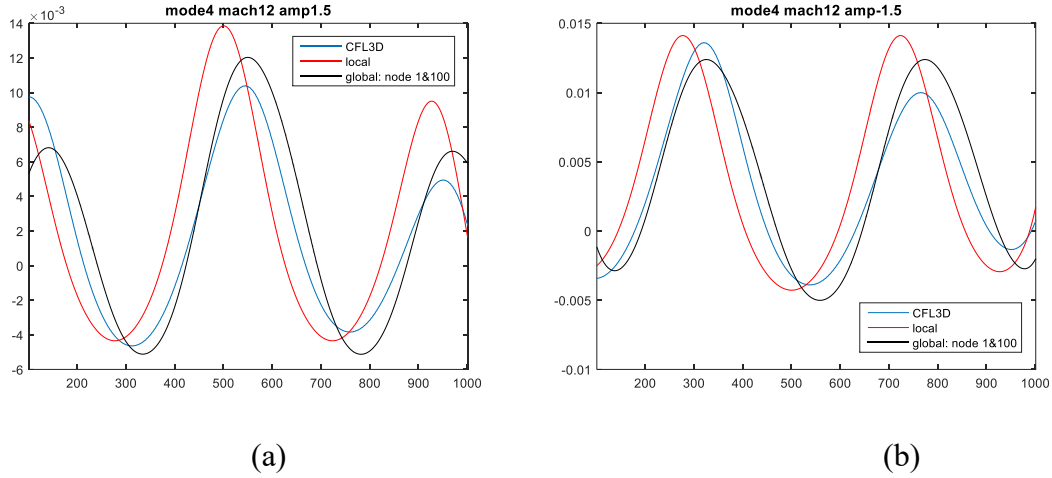 mode4 mach12 amp1.5
×10⁻³
14
12
10
8
6
4
2
0
-2
-4
-6
200 300 400 500 600 700 800 900 1000
CFL3D
local
global: node 1&100
(a)
mode4 mach12 amp-1.5
0.015
0.01
0.005
0
-0.005
-0.01
200 300 400 500 600 700 800 900 1000
CFL3D
local
global: node 1&100
(b)